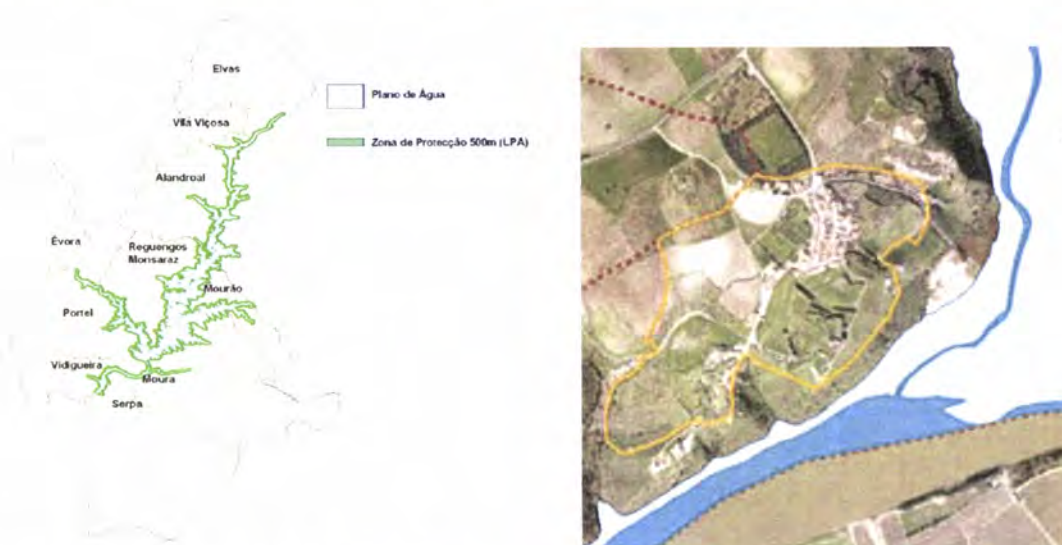 Elvas
Plano de Água
Vila Viçosa
Zona de Protecção 500m (LPA)
Alandroal
Évora
Reguengos
Monsaraz
Mourão
Portel
Vidigueira
Moura
Serpa